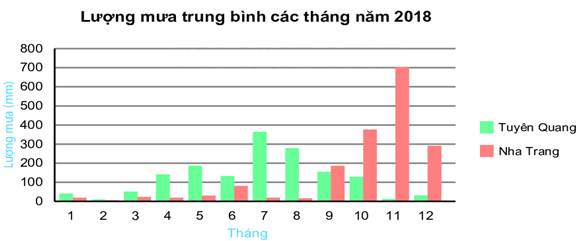 Lượng mưa trung bình các tháng năm 2018
800
700
600
500
400
300
200
100
0
Lượng mưa (mm)
1 2 3 4 5 6 7 8 9 10 11 12
Tháng
Tuyên Quang
Nha Trang